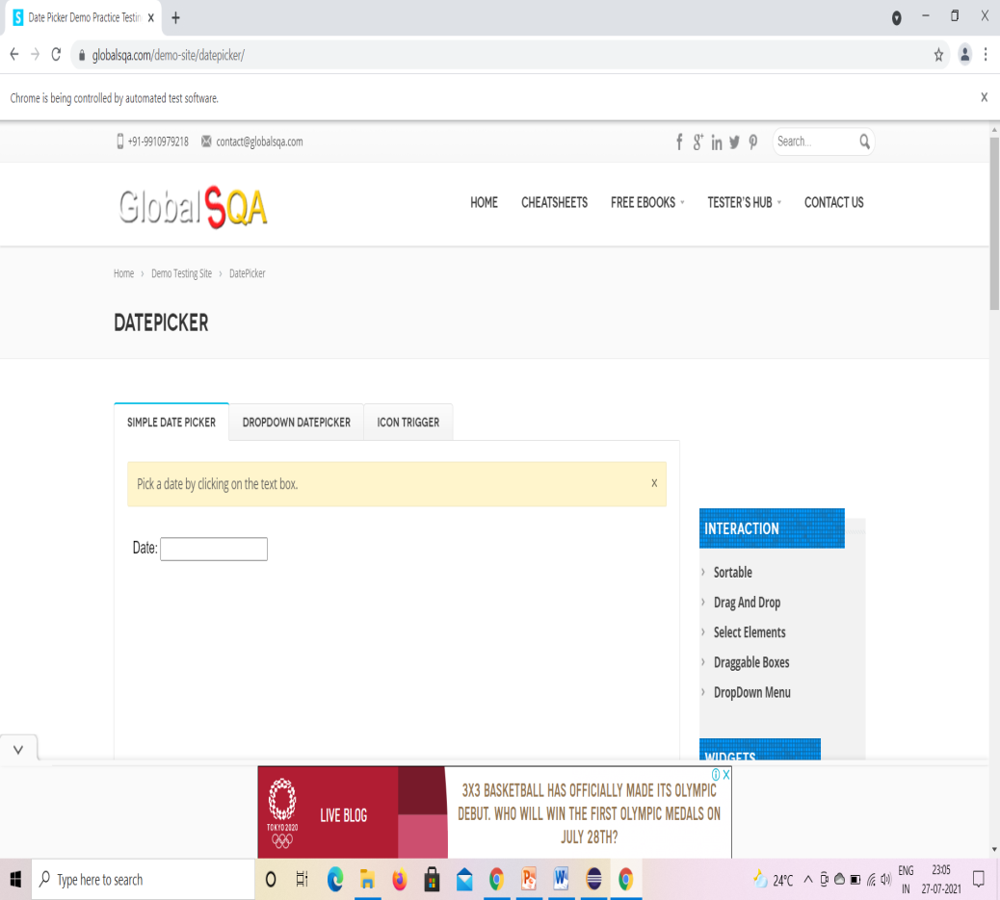 Date Picker Demo Practice Testin
globalsqa.com/demo-site/datepicker/
Chrome is being controlled by automated test software.
+91-9910979218 contact@globalsqa.com
Search...
GlobalSQA
HOME CHEATSHEETS FREE EBOOKS TESTER'S HUB CONTACT US
Home › Demo Testing Site › DatePicker
DATEPICKER
SIMPLE DATE PICKER DROPDOWN DATEPICKER ICON TRIGGER
Pick a date by clicking on the text box. x
Date:
INTERACTION
› Sortable
› Drag And Drop
› Select Elements
› Draggable Boxes
› DropDown Menu
WIDGETS
TOKYO 2020
LIVE BLOG
3X3 BASKETBALL HAS OFFICIALLY MADE ITS OLYMPIC
DEBUT. WHO WILL WIN THE FIRST OLYMPIC MEDALS ON
JULY 28TH?
Type here to search
24°C
ENG
IN
23:05
27-07-2021